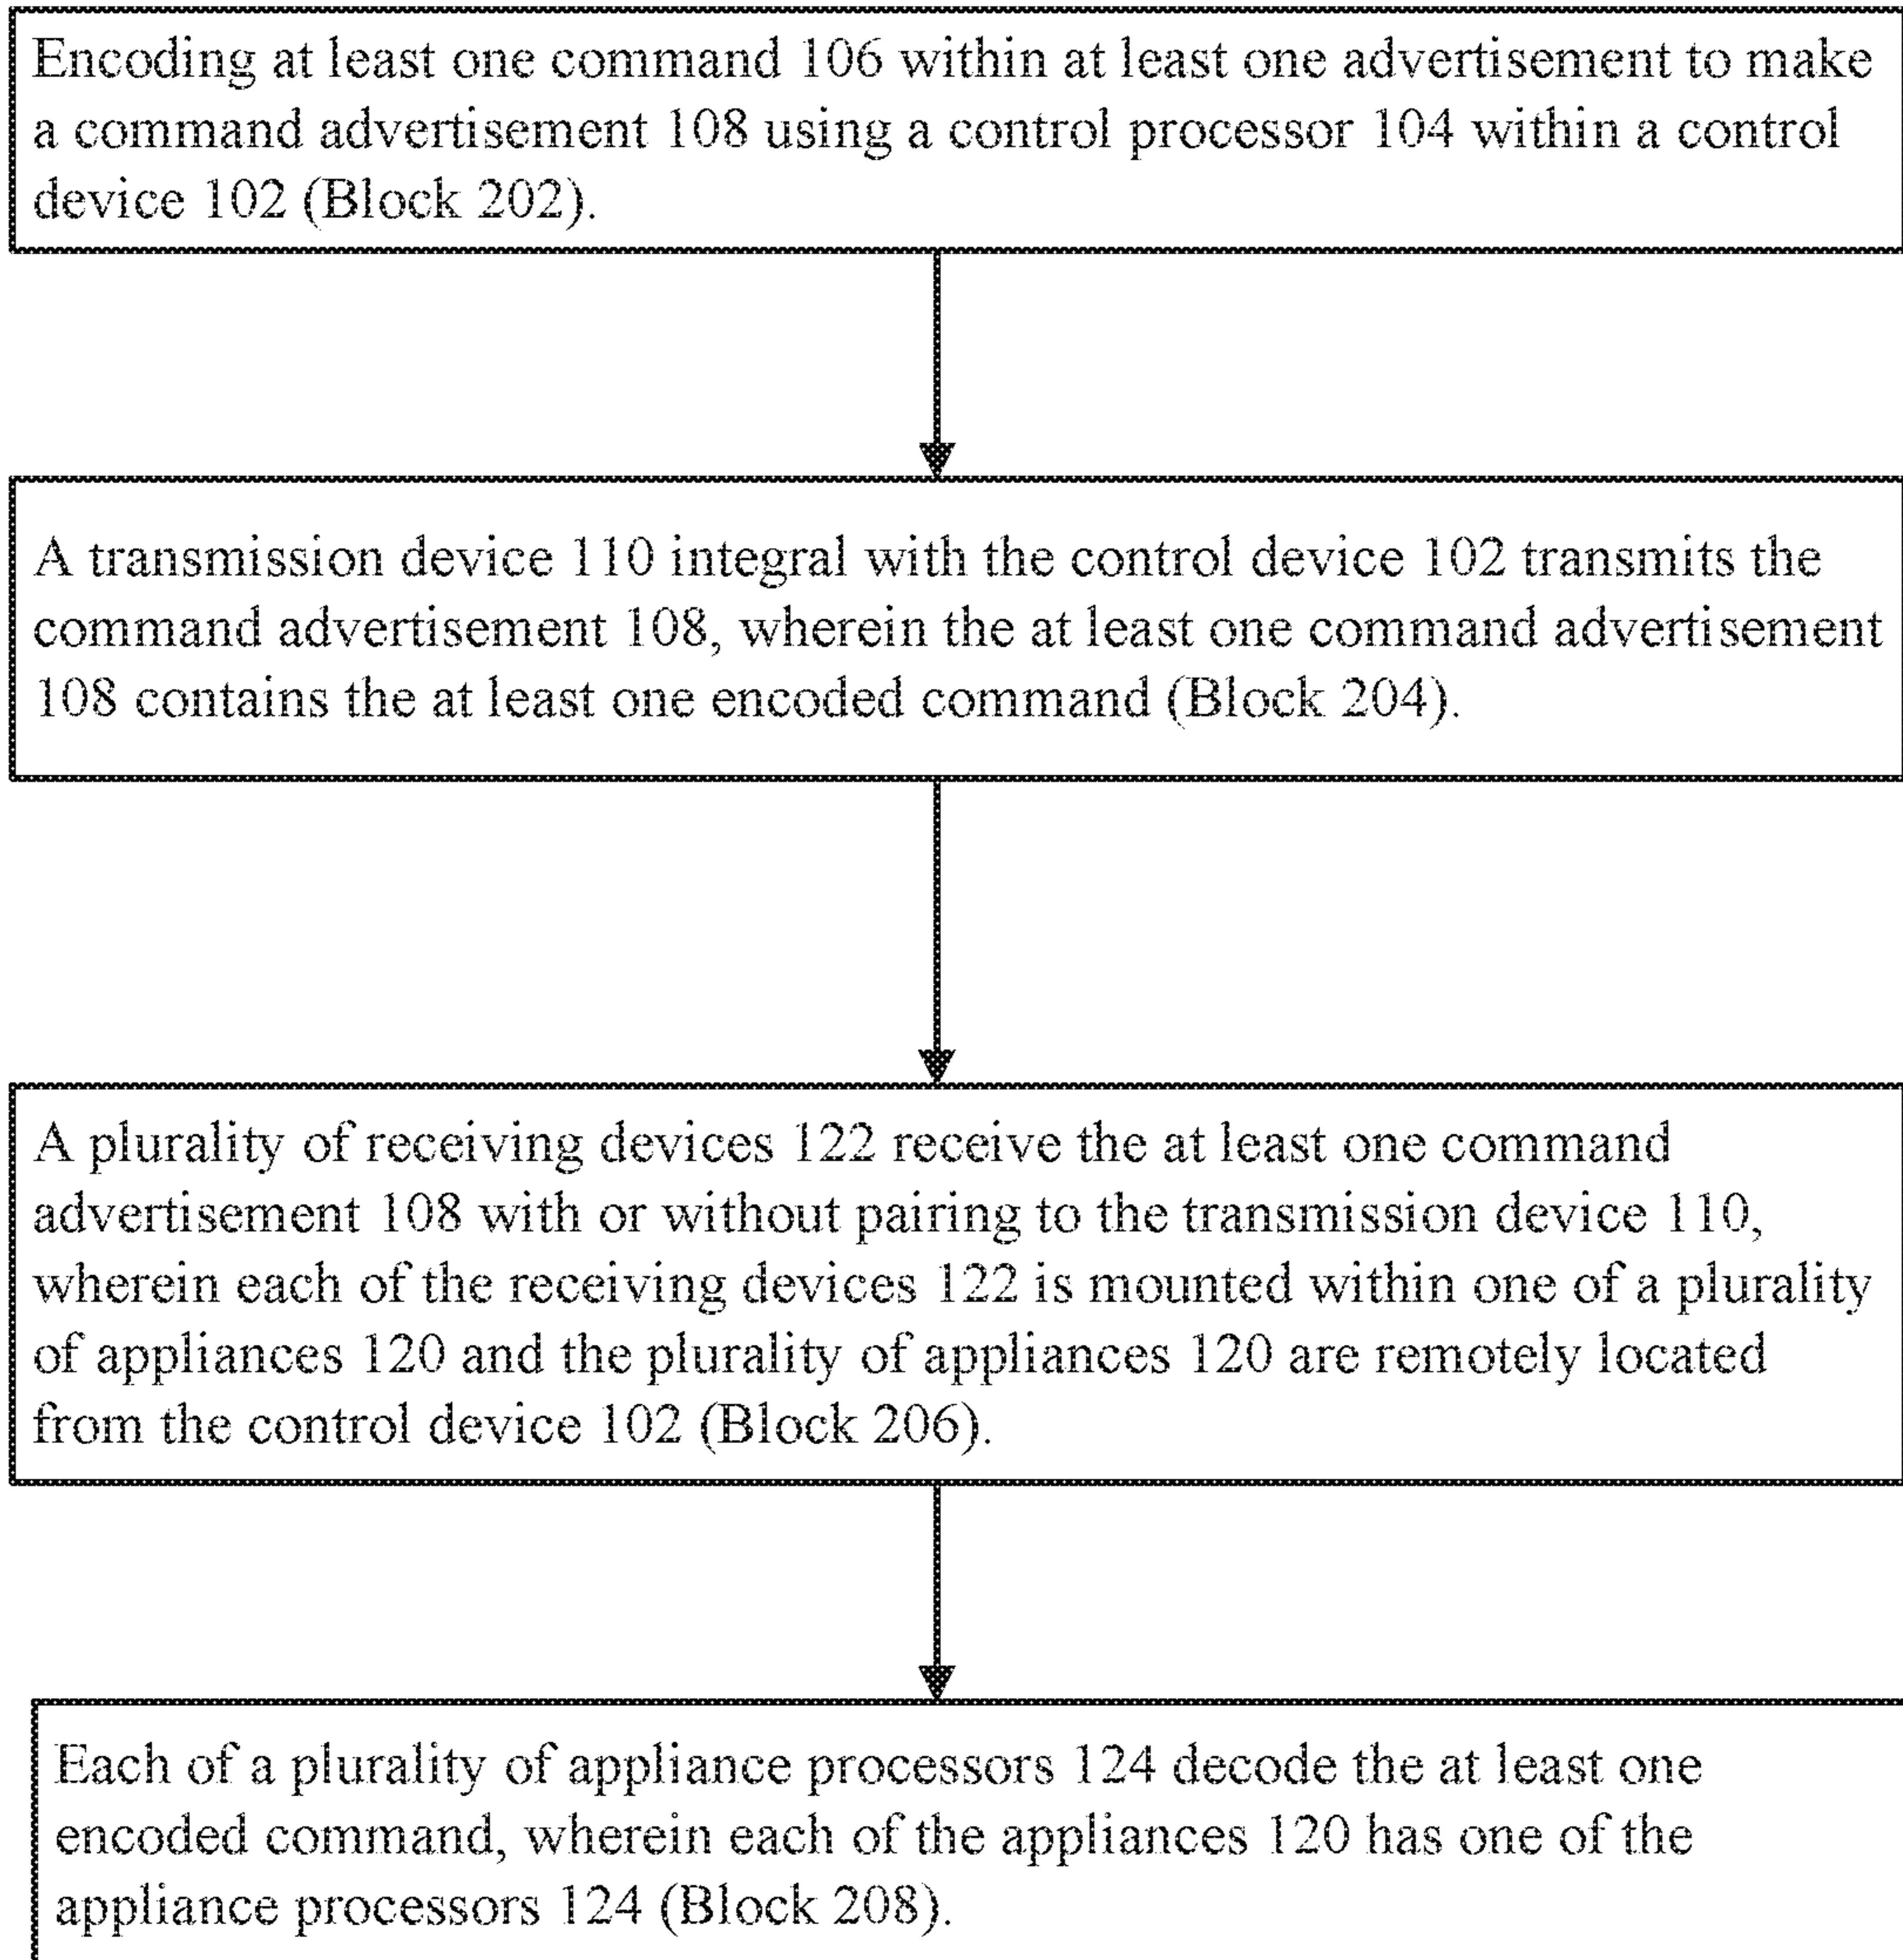 Encoding at least one command 106 within at least one advertisement to make
a command advertisement 108 using a control processor 104 within a control
device 102 (Block 202).
A transmission device 110 integral with the control device 102 transmits the
command advertisement 108, wherein the at least one command advertisement
108 contains the at least one encoded command (Block 204).
A plurality of receiving devices 122 receive the at least one command
advertisement 108 with or without pairing to the transmission device 110,
wherein each of the receiving devices 122 is mounted within one of a plurality
of appliances 120 and the plurality of appliances 120 are remotely located
from the control device 102 (Block 206).
Each of a plurality of appliance processors 124 decode the at least one
encoded command, wherein each of the appliances 120 has one of the
appliance processors 124 (Block 208).